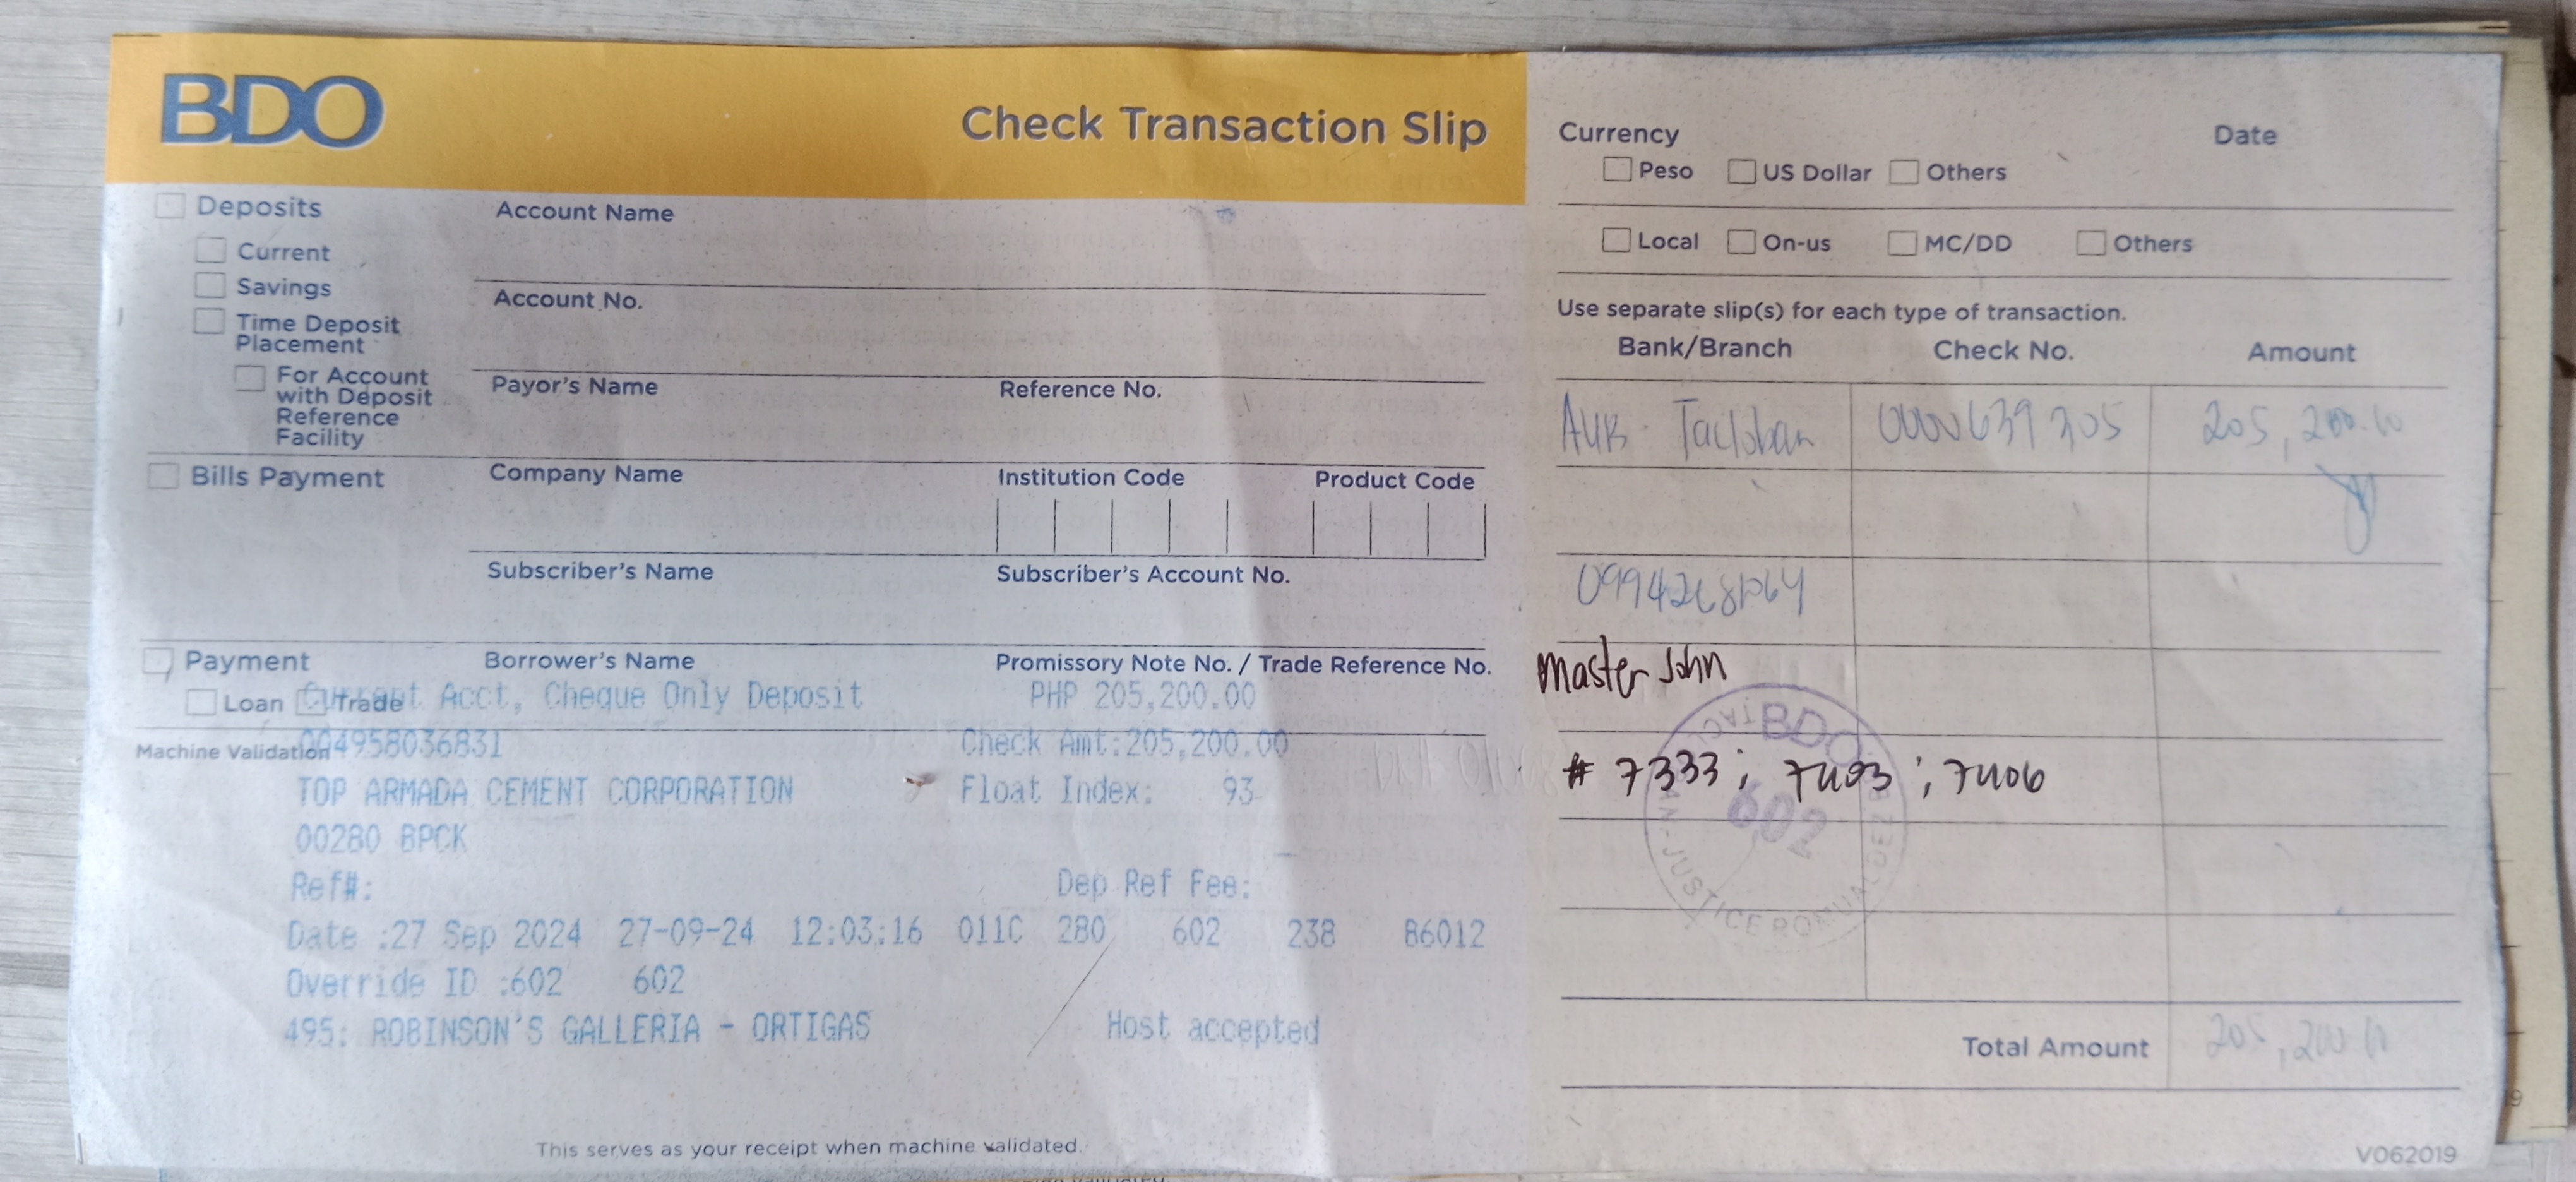 BDO
Check Transaction Slip
Deposits
Current
Savings
Time Deposit
Placement
For Account
with Deposit
Reference
Facility
Account Name
Account No.
Payor's Name Reference No.
Bills Payment
Company Name Institution Code Product Code
Subscriber's Name Subscriber's Account No.
Payment
Loan Trade
Borrower's Name Promissory Note No. / Trade Reference No.
Current Acct, Cheque Only Deposit PHP 205,200.00
Machine Validation
004958036831 Check Amt:205,200.00
TOP ARMADA CEMENT CORPORATION Float Index: 93
00280 BPCK
Ref#: Dep Ref Fee:
Date :27 Sep 2024 27-09-24 12:03:16 011C 280 602 238 86012
Override ID :602 602
495: ROBINSON'S GALLERIA - ORTIGAS Host accepted
This serves as your receipt when machine validated.
Currency Date
Peso US Dollar Others
Local On-us MC/DD Others
Use separate slip(s) for each type of transaction.
Bank/Branch Check No. Amount
AUB Tacloban 0000639305 205,200.00
Master John
# 7333; 7403; 7406
BDO
602
JUSTICE ROMUALDEZ
Total Amount 205,200.00
V062019